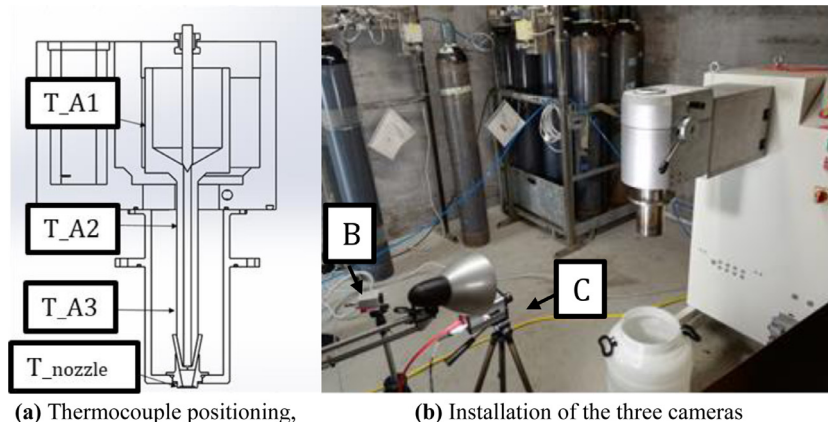 T_A1
T_A2
T_A3
T_nozzle
B
C
(a) Thermocouple positioning,
(b) Installation of the three cameras